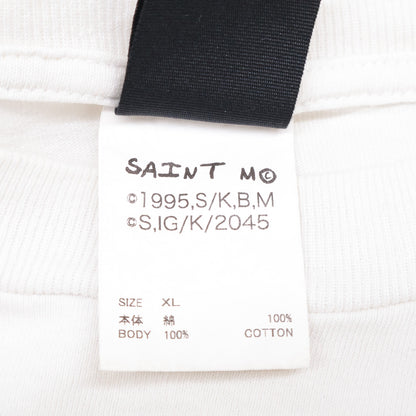 SAINT M©
©1995,S/K,B,M
©S,IG/K/2045
SIZE XL
本体 綿 100%
BODY 100% COTTON